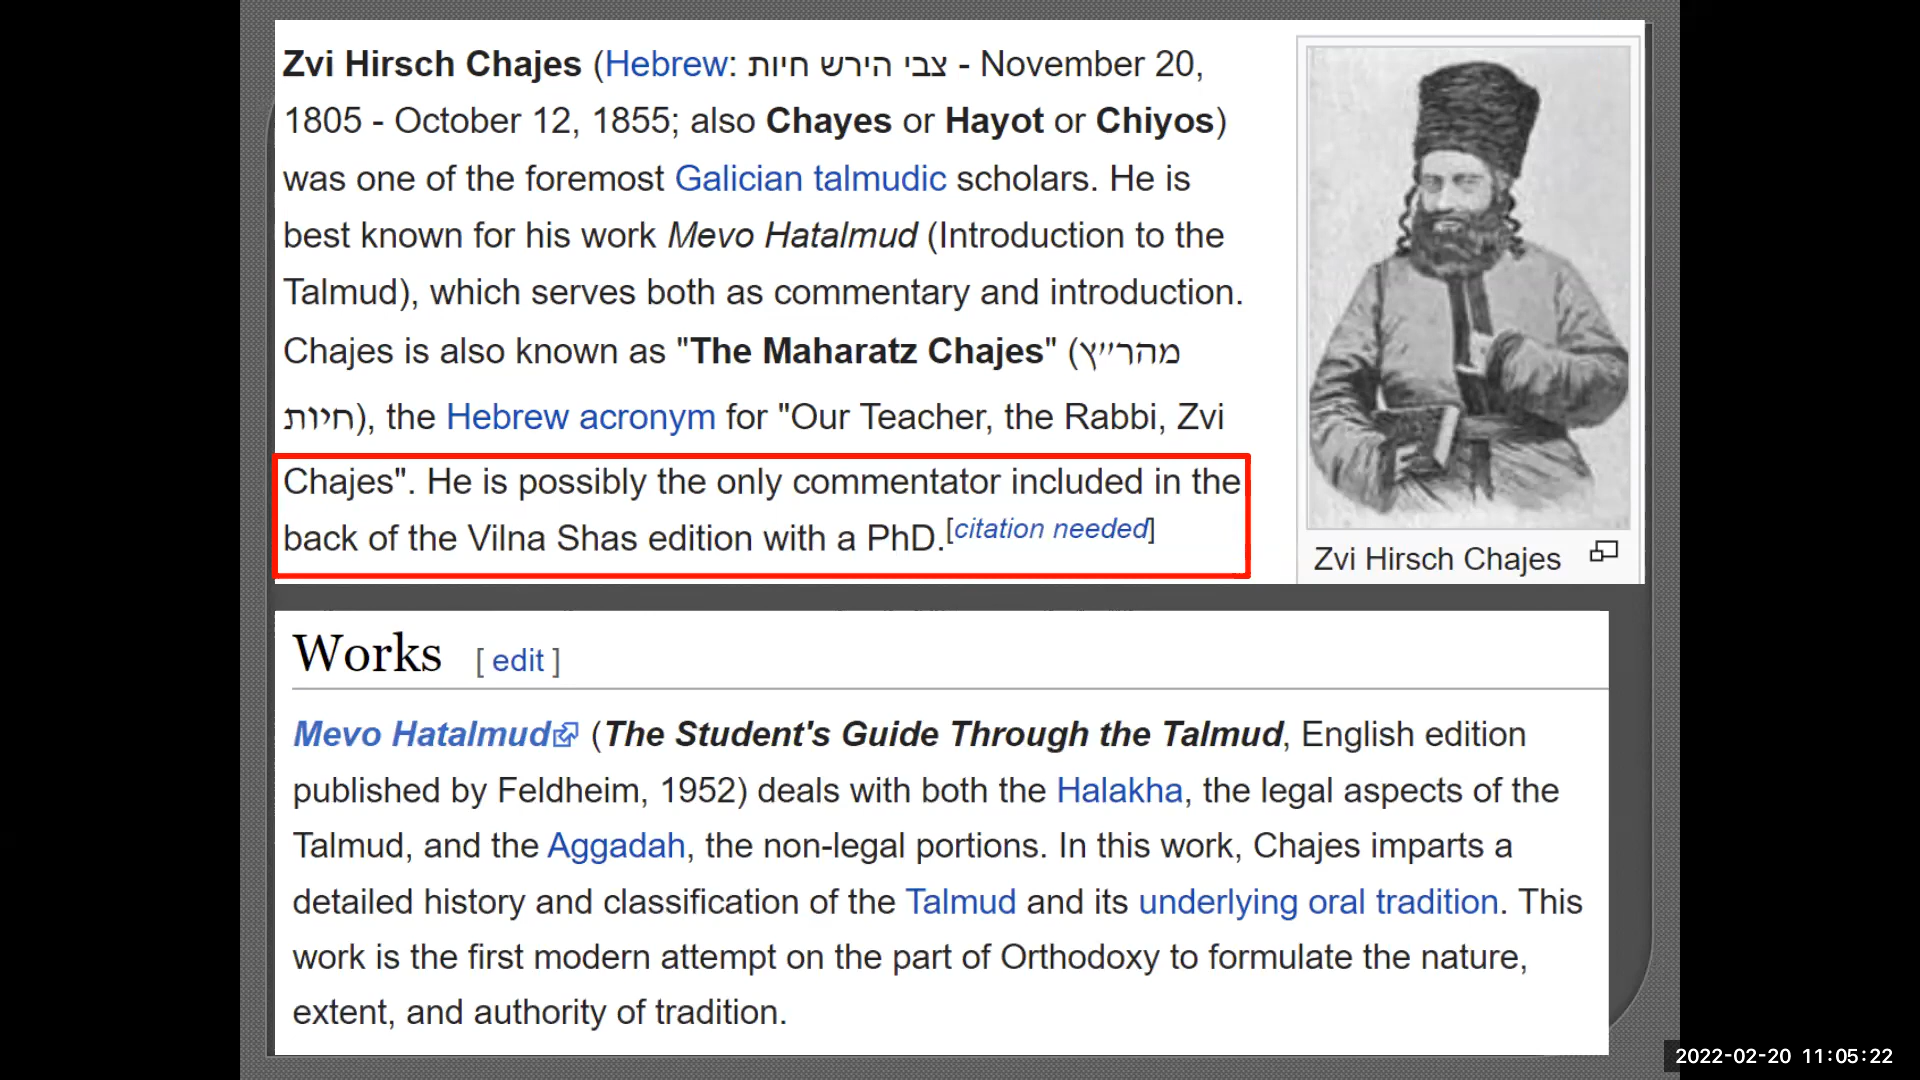 Zvi Hirsch Chajes (Hebrew: צבי הירש חיות - November 20,
1805 - October 12, 1855; also Chayes or Hayot or Chiyos)
was one of the foremost Galician talmudic scholars. He is
best known for his work Mevo Hatalmud (Introduction to the
Talmud), which serves both as commentary and introduction.
Chajes is also known as "The Maharatz Chajes" (מהר״ץ
חיות), the Hebrew acronym for "Our Teacher, the Rabbi, Zvi
Chajes". He is possibly the only commentator included in the
back of the Vilna Shas edition with a PhD.[citation needed]
Zvi Hirsch Chajes
Works [ edit ]
Mevo Hatalmud (The Student's Guide Through the Talmud, English edition
published by Feldheim, 1952) deals with both the Halakha, the legal aspects of the
Talmud, and the Aggadah, the non-legal portions. In this work, Chajes imparts a
detailed history and classification of the Talmud and its underlying oral tradition. This
work is the first modern attempt on the part of Orthodoxy to formulate the nature,
extent, and authority of tradition.
2022-02-20 11:05:22